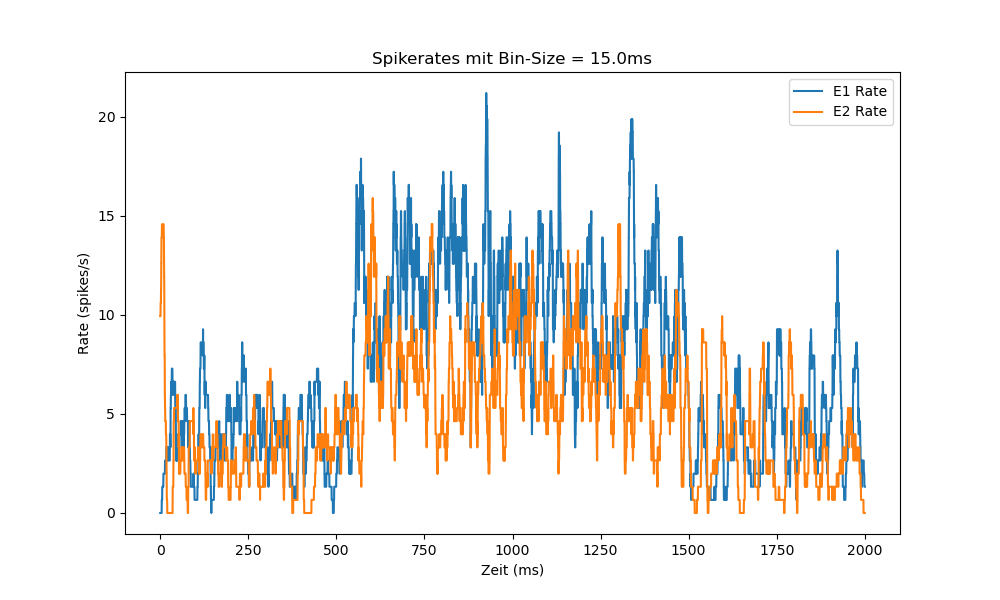 Spikerates mit Bin-Size = 15.0ms
E1 Rate
E2 Rate
20
15
10
5
0
Rate (spikes/s)
0 250 500 750 1000 1250 1500 1750 2000
Zeit (ms)